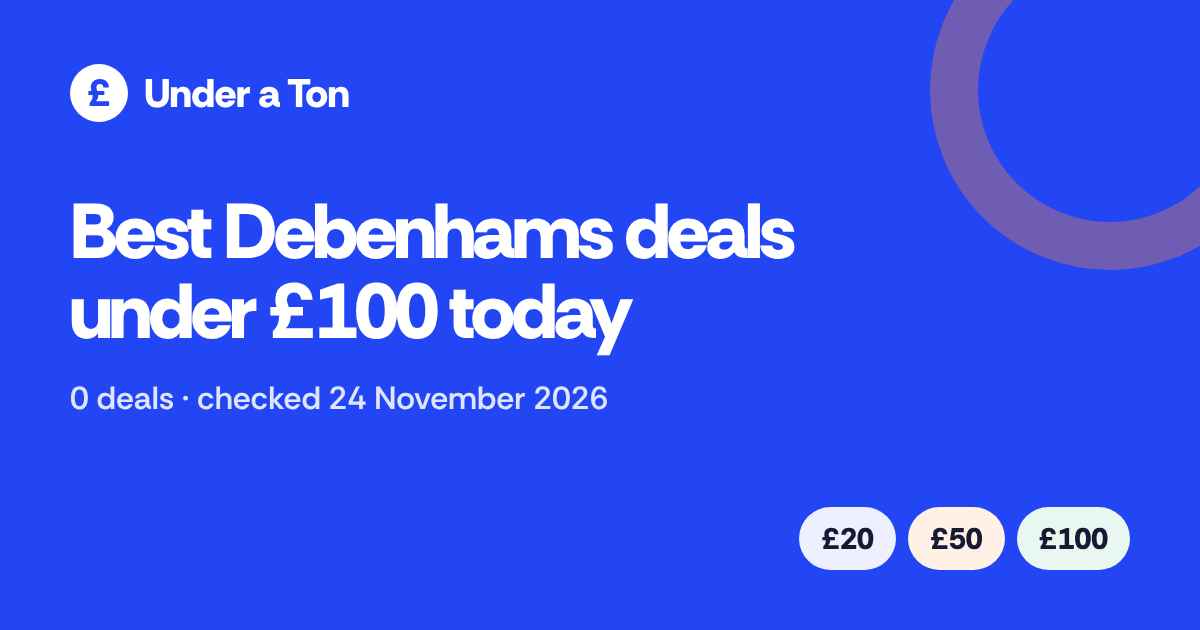 £ Under a Ton
Best Debenhams deals
under £100 today
0 deals · checked 24 November 2026
£20 £50 £100